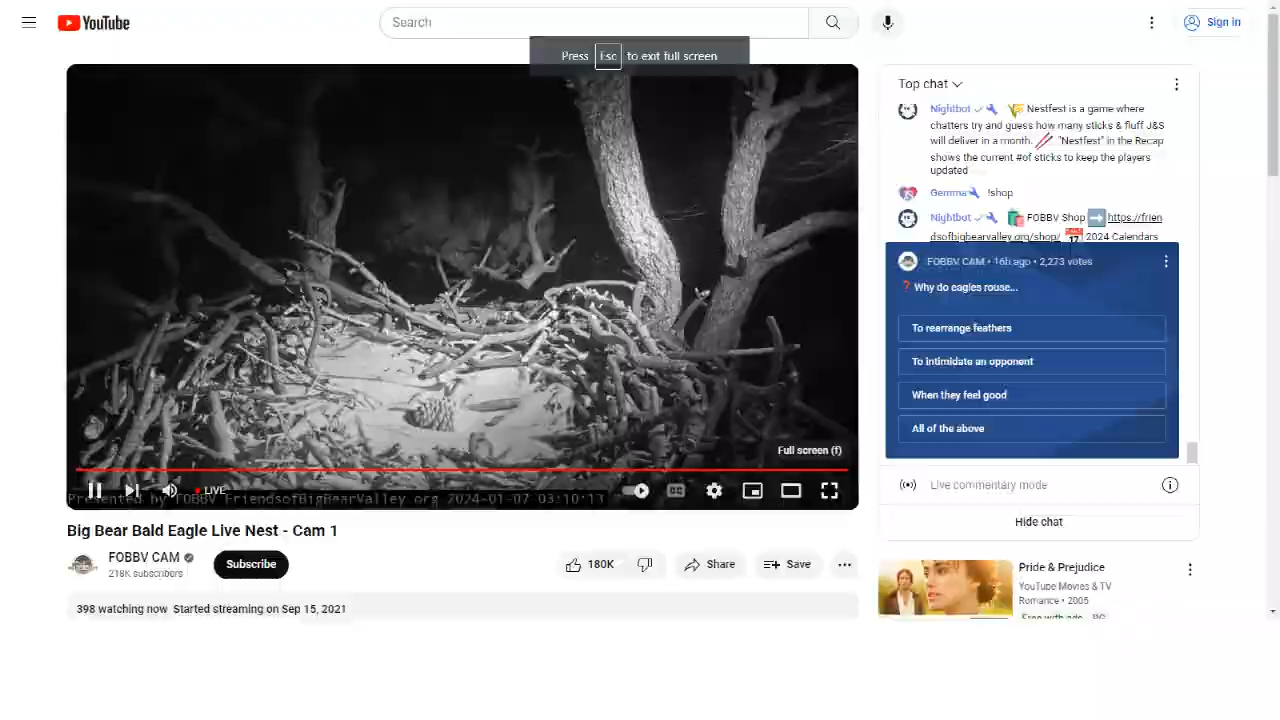 YouTube
Search
Sign in
Press Esc to exit full screen
Top chat
Nightbot Nestfest is a game where
chatters try and guess how many sticks & fluff J&S
will deliver in a month. "Nestfest" in the Recap
shows the current #of sticks to keep the players
updated
Gemma !shop
Nightbot FOBBV Shop https://frien
dsofbigbearvalley.org/shop/ 17 2024 Calendars
FOBBV CAM • 16h ago • 2,273 votes
❓ Why do eagles rouse...
To rearrange feathers
To intimidate an opponent
When they feel good
All of the above
Full screen (f)
LIVE
CC
Presented by FOBBV FriendsofBigBearValley.org 2024-01-07 03:10:13
Live commentary mode
Hide chat
Big Bear Bald Eagle Live Nest - Cam 1
FOBBV CAM
218K subscribers
Subscribe
180K
Share
Save
398 watching now Started streaming on Sep 15, 2021
Pride & Prejudice
YouTube Movies & TV
Romance • 2005
Free with ads PG